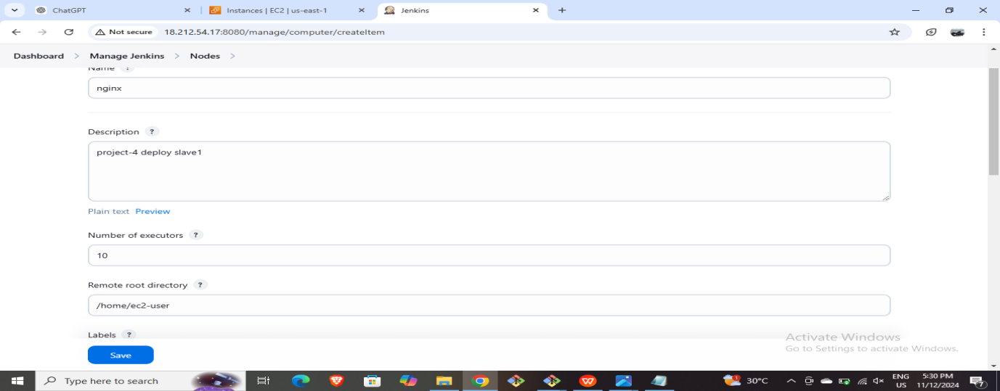 ChatGPT
Instances | EC2 | us-east-1
Jenkins
Not secure
18.212.54.17:8080/manage/computer/createItem
Dashboard > Manage Jenkins > Nodes >
Name ?
nginx
Description ?
project-4 deploy slave1
Plain text Preview
Number of executors ?
10
Remote root directory ?
/home/ec2-user
Labels ?
Save
Activate Windows
Go to Settings to activate Windows.
Type here to search
1
30°C
ENG
US
5:30 PM
11/12/2024
7